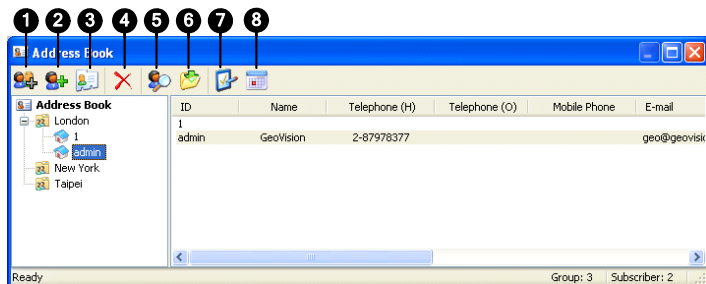 1 2 3 4 5 6 7 8
Address Book
Address Book
London
1
admin
New York
Taipei
ID Name Telephone (H) Telephone (O) Mobile Phone E-mail
1
admin GeoVision 2-87978377 geo@geovisic
Ready Group: 3 Subscriber: 2